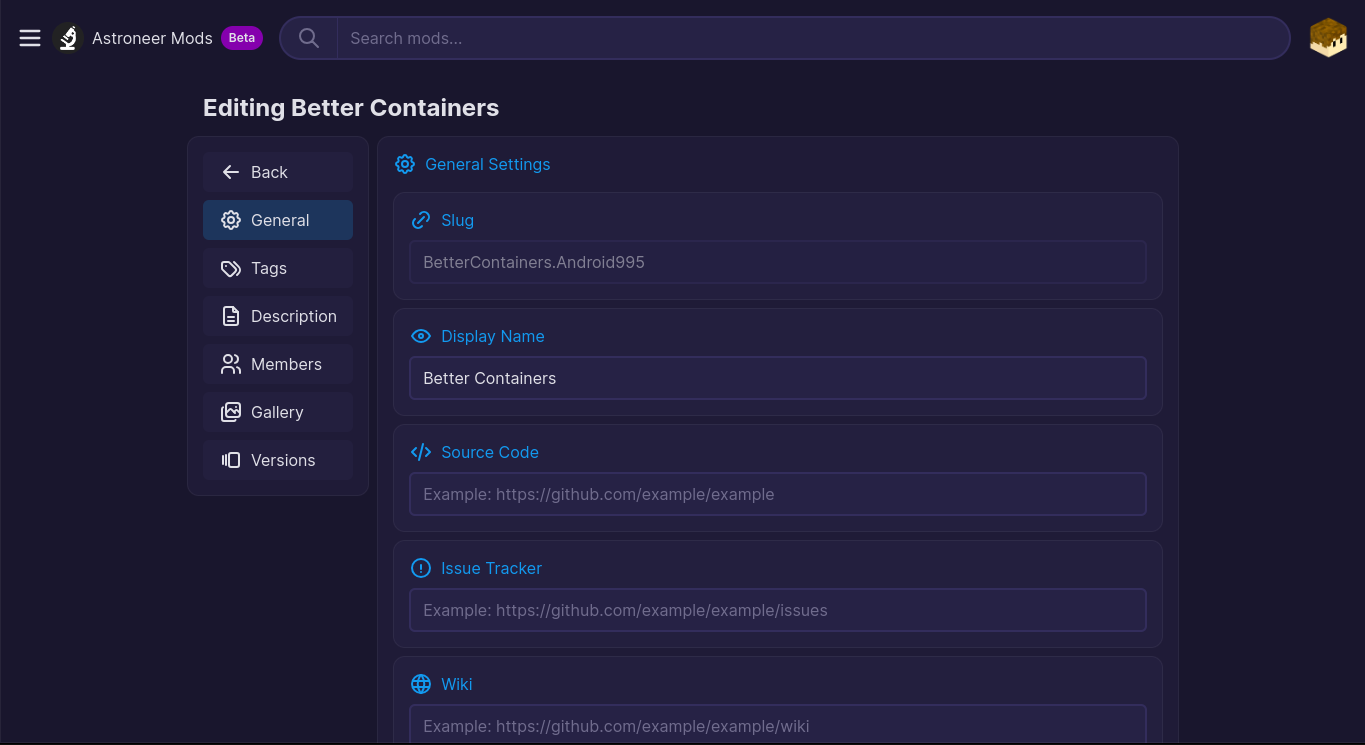 Astroneer Mods Beta Search mods...
Editing Better Containers
Back
General
Tags
Description
Members
Gallery
Versions
General Settings
Slug
BetterContainers.Android995
Display Name
Better Containers
Source Code
Example: https://github.com/example/example
Issue Tracker
Example: https://github.com/example/example/issues
Wiki
Example: https://github.com/example/example/wiki